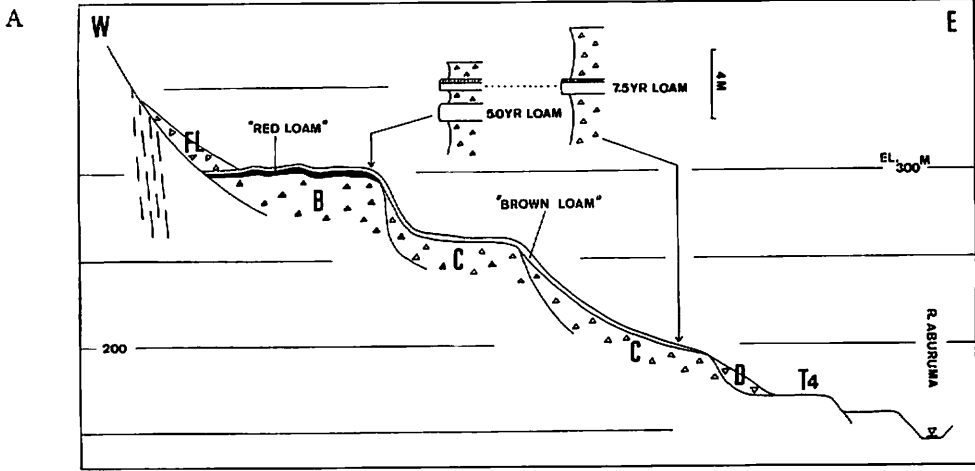 A
W
E
4M
5.0YR LOAM
7.5YR LOAM
"RED LOAM"
FL
EL. 300M
B
"BROWN LOAM"
C
C
200
D
T4
R. ABURUMA